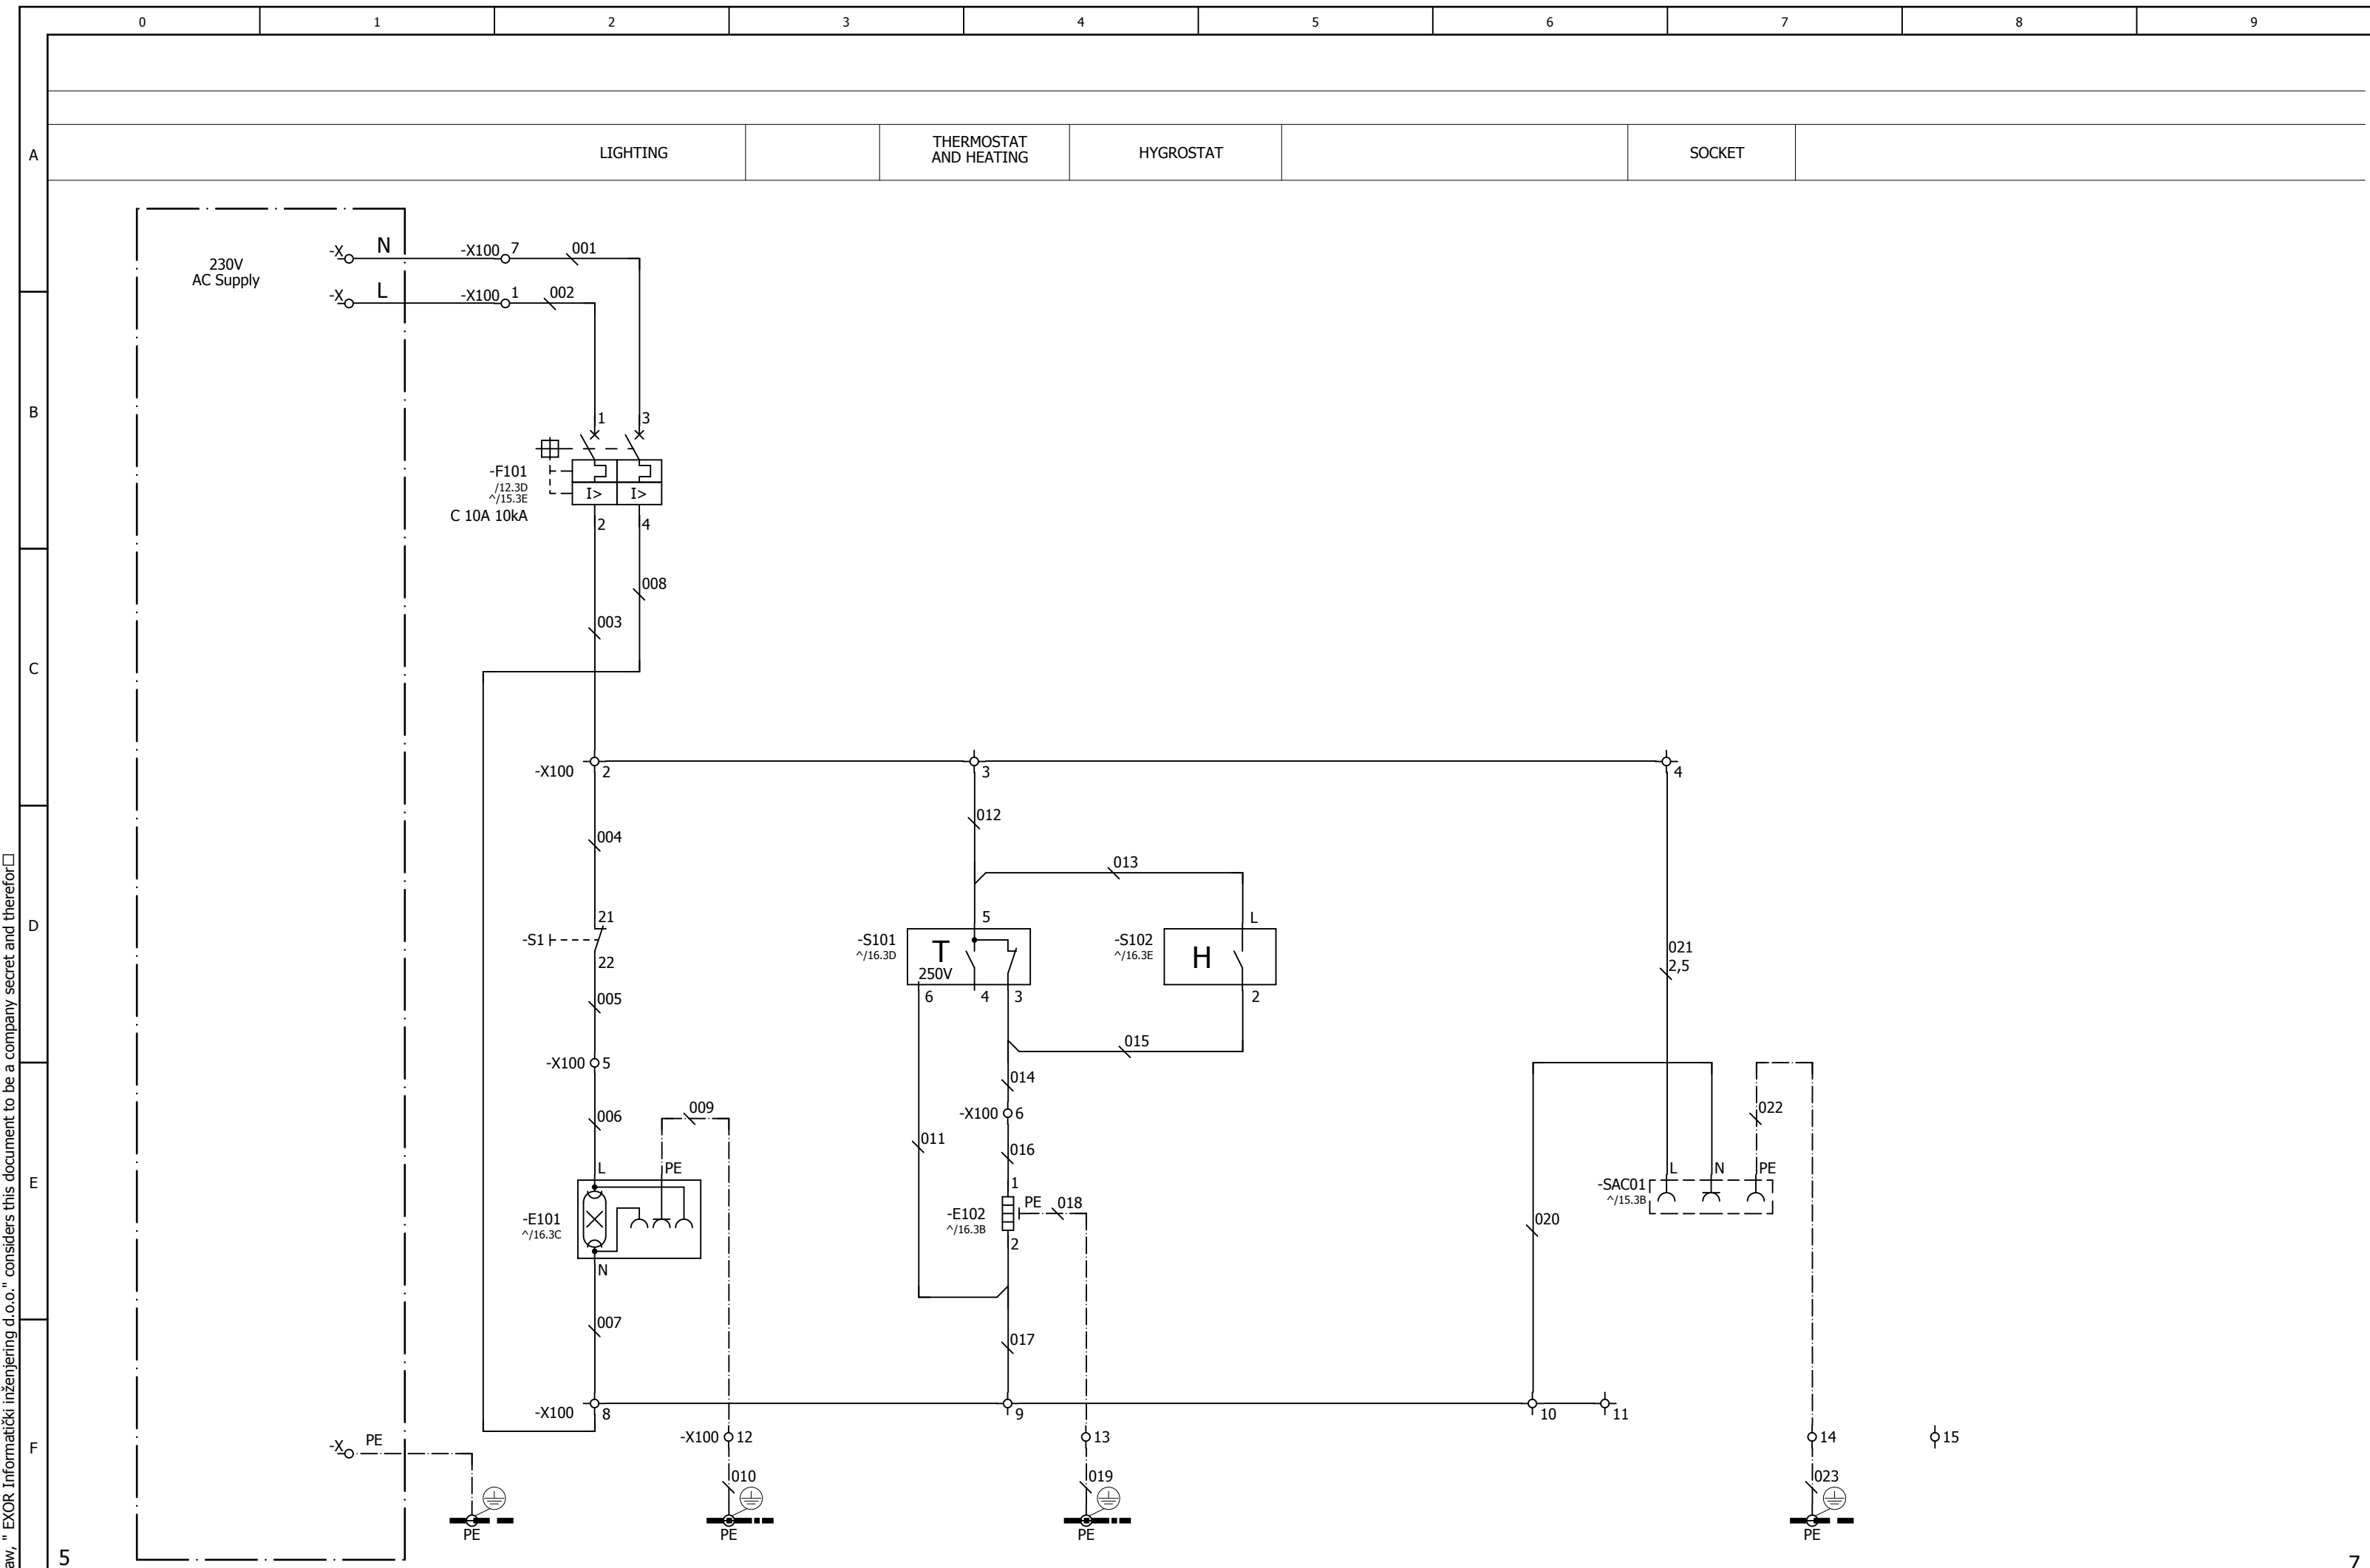 0 1 2 3 4 5 6 7 8 9
A
B
C
D
E
F
LIGHTING
THERMOSTAT
AND HEATING
HYGROSTAT
SOCKET
230V
AC Supply
-X N -X100 7 001
-X L -X100 1 002
1 3
-F101
/12.3D
^/15.3E
C 10A 10kA
I> I>
2 4
008
003
-X100 2 3 4
012
004
013
21
-S1
22
5
-S101
^/16.3D
T
250V
6 4 3
L
-S102
^/16.3E
H
2
021
2,5
005
015
-X100 5
014
-X100 6
009
006
022
011
016
L PE
-E101
^/16.3C
N
1
PE 018
-E102
^/16.3B
2
L N PE
-SAC01
^/15.3B
020
007
017
-X100 8 9 10 11
-X PE
-X100 12 13 14 15
010 019 023
PE PE PE PE
5
7
aw, " EXOR Informatički inženjering d.o.o." considers this document to be a company secret and therefor□